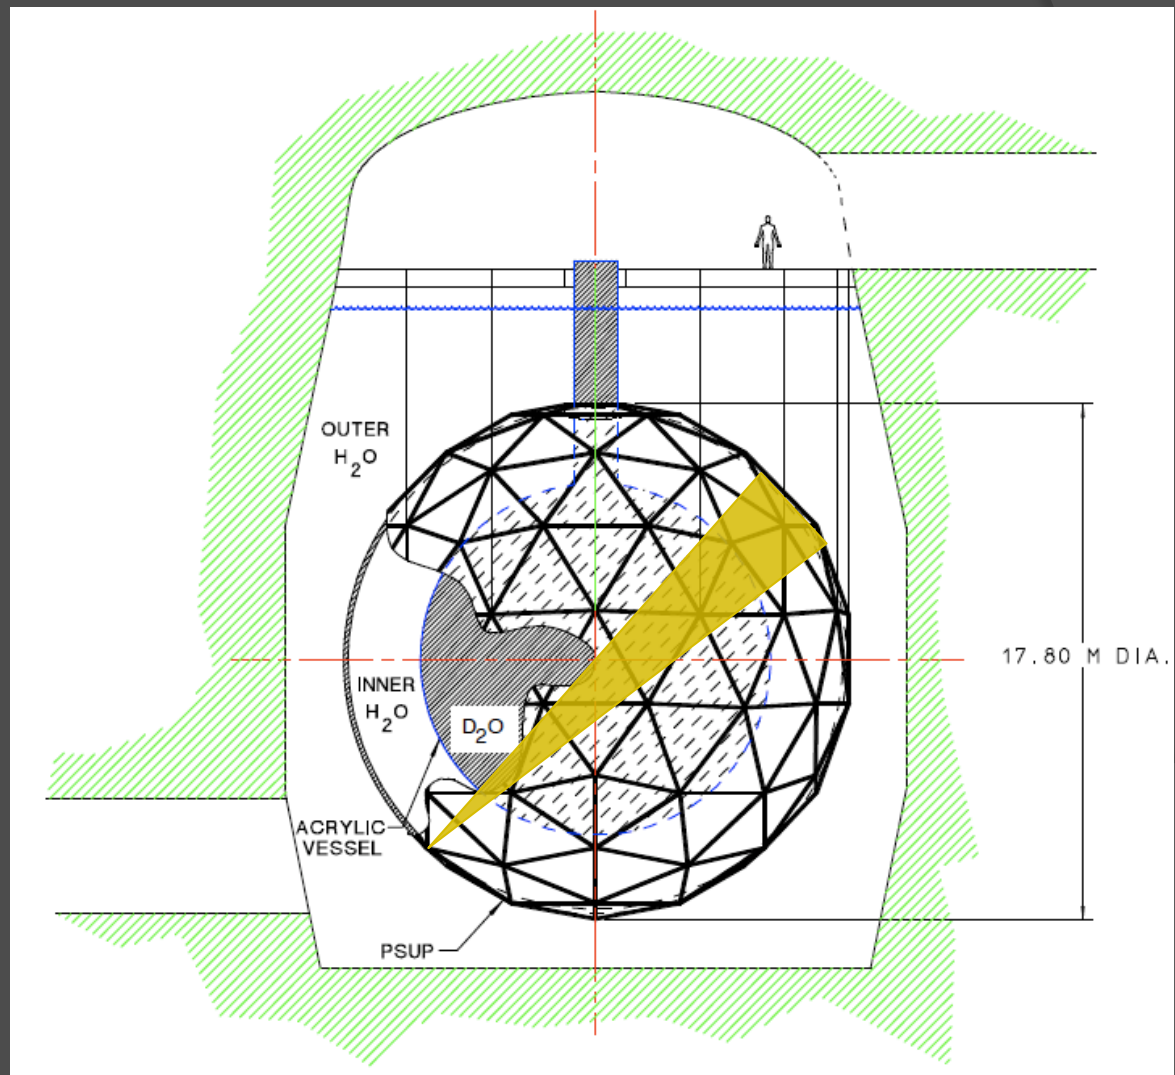 OUTER
H2O
17.80 M DIA.
INNER
H2O
D2O
ACRYLIC
VESSEL
PSUP